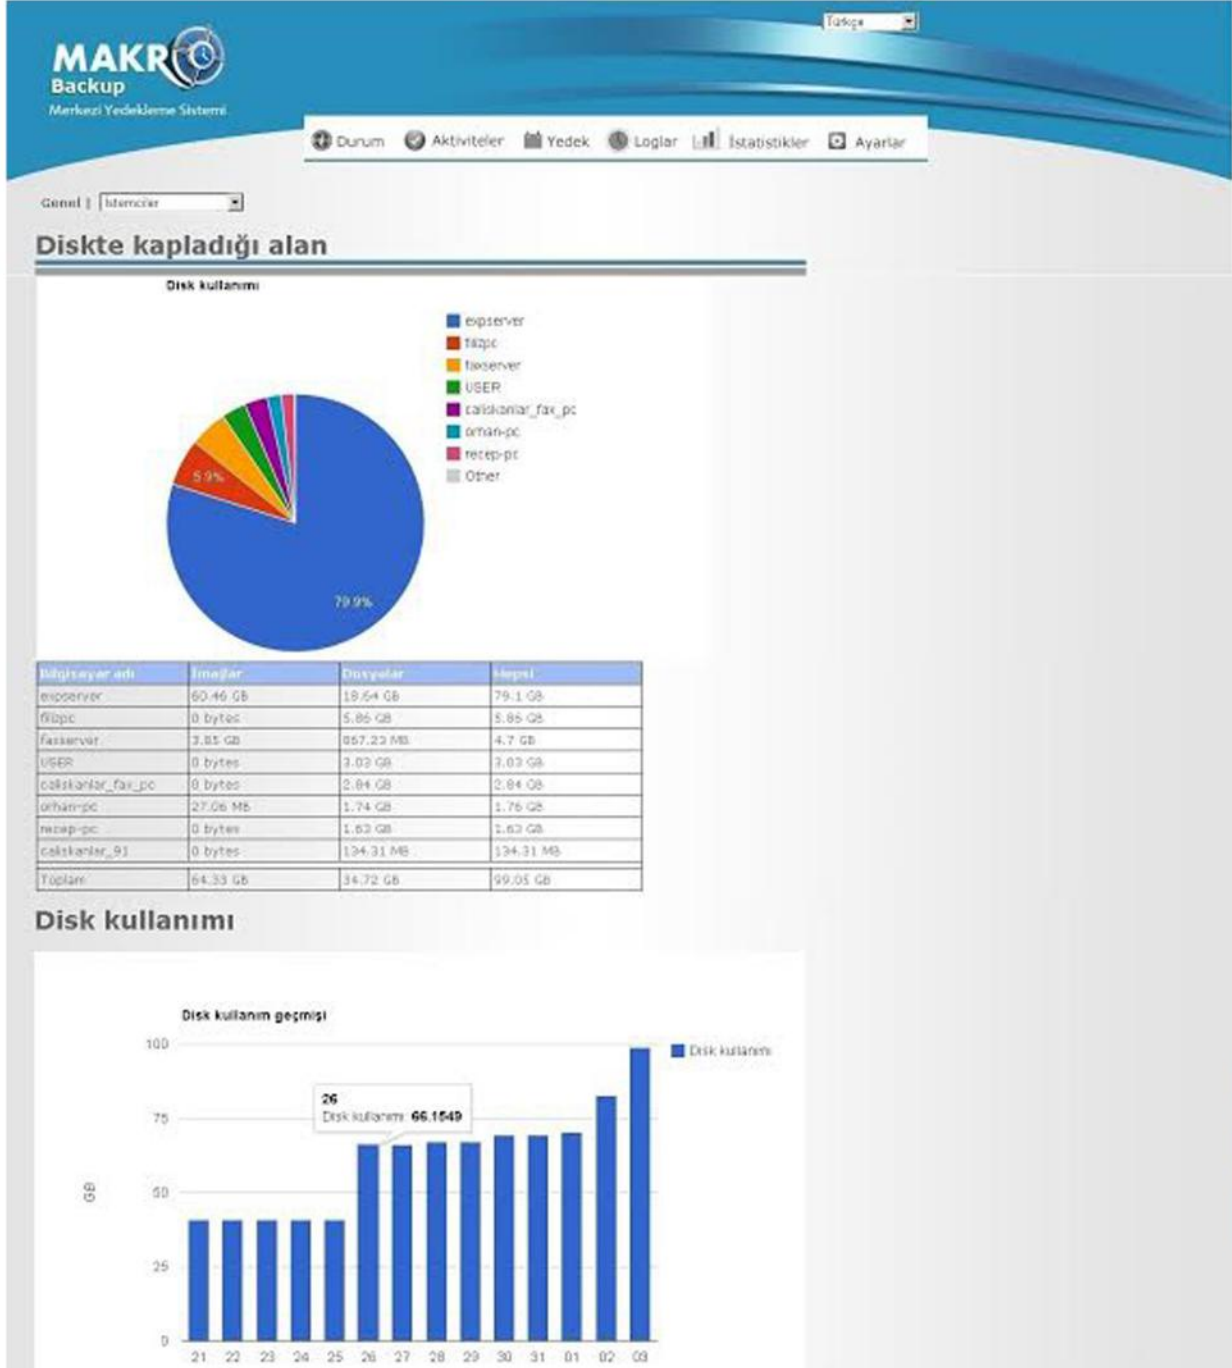 Türkçe
MAKRO
Backup
Merkezi Yedekleme Sistemi
Durum Aktiviteler Yedek Loglar İstatistikler Ayarlar
Genel | İstemciler
Diskte kapladığı alan
Disk kullanımı
expserver
filizpc
faxserver
USER
caliskanlar_fax_pc
orhan-pc
recep-pc
Other
5.9%
79.9%
Bilgisayar adı İmajlar Dosyalar Hepsi
expserver 60.46 GB 18.64 GB 79.1 GB
filizpc 0 bytes 5.86 GB 5.86 GB
faxserver 3.85 GB 867.23 MB 4.7 GB
USER 0 bytes 3.03 GB 3.03 GB
caliskanlar_fax_pc 0 bytes 2.84 GB 2.84 GB
orhan-pc 27.06 MB 1.74 GB 1.76 GB
recep-pc 0 bytes 1.63 GB 1.63 GB
caliskanlar_91 0 bytes 134.31 MB 134.31 MB
Toplam 64.33 GB 34.72 GB 99.05 GB
Disk kullanımı
Disk kullanım geçmişi
Disk kullanımı
100
75
50
25
0
GB
26
Disk kullanımı: 66.1549
21 22 23 24 25 26 27 28 29 30 31 01 02 03